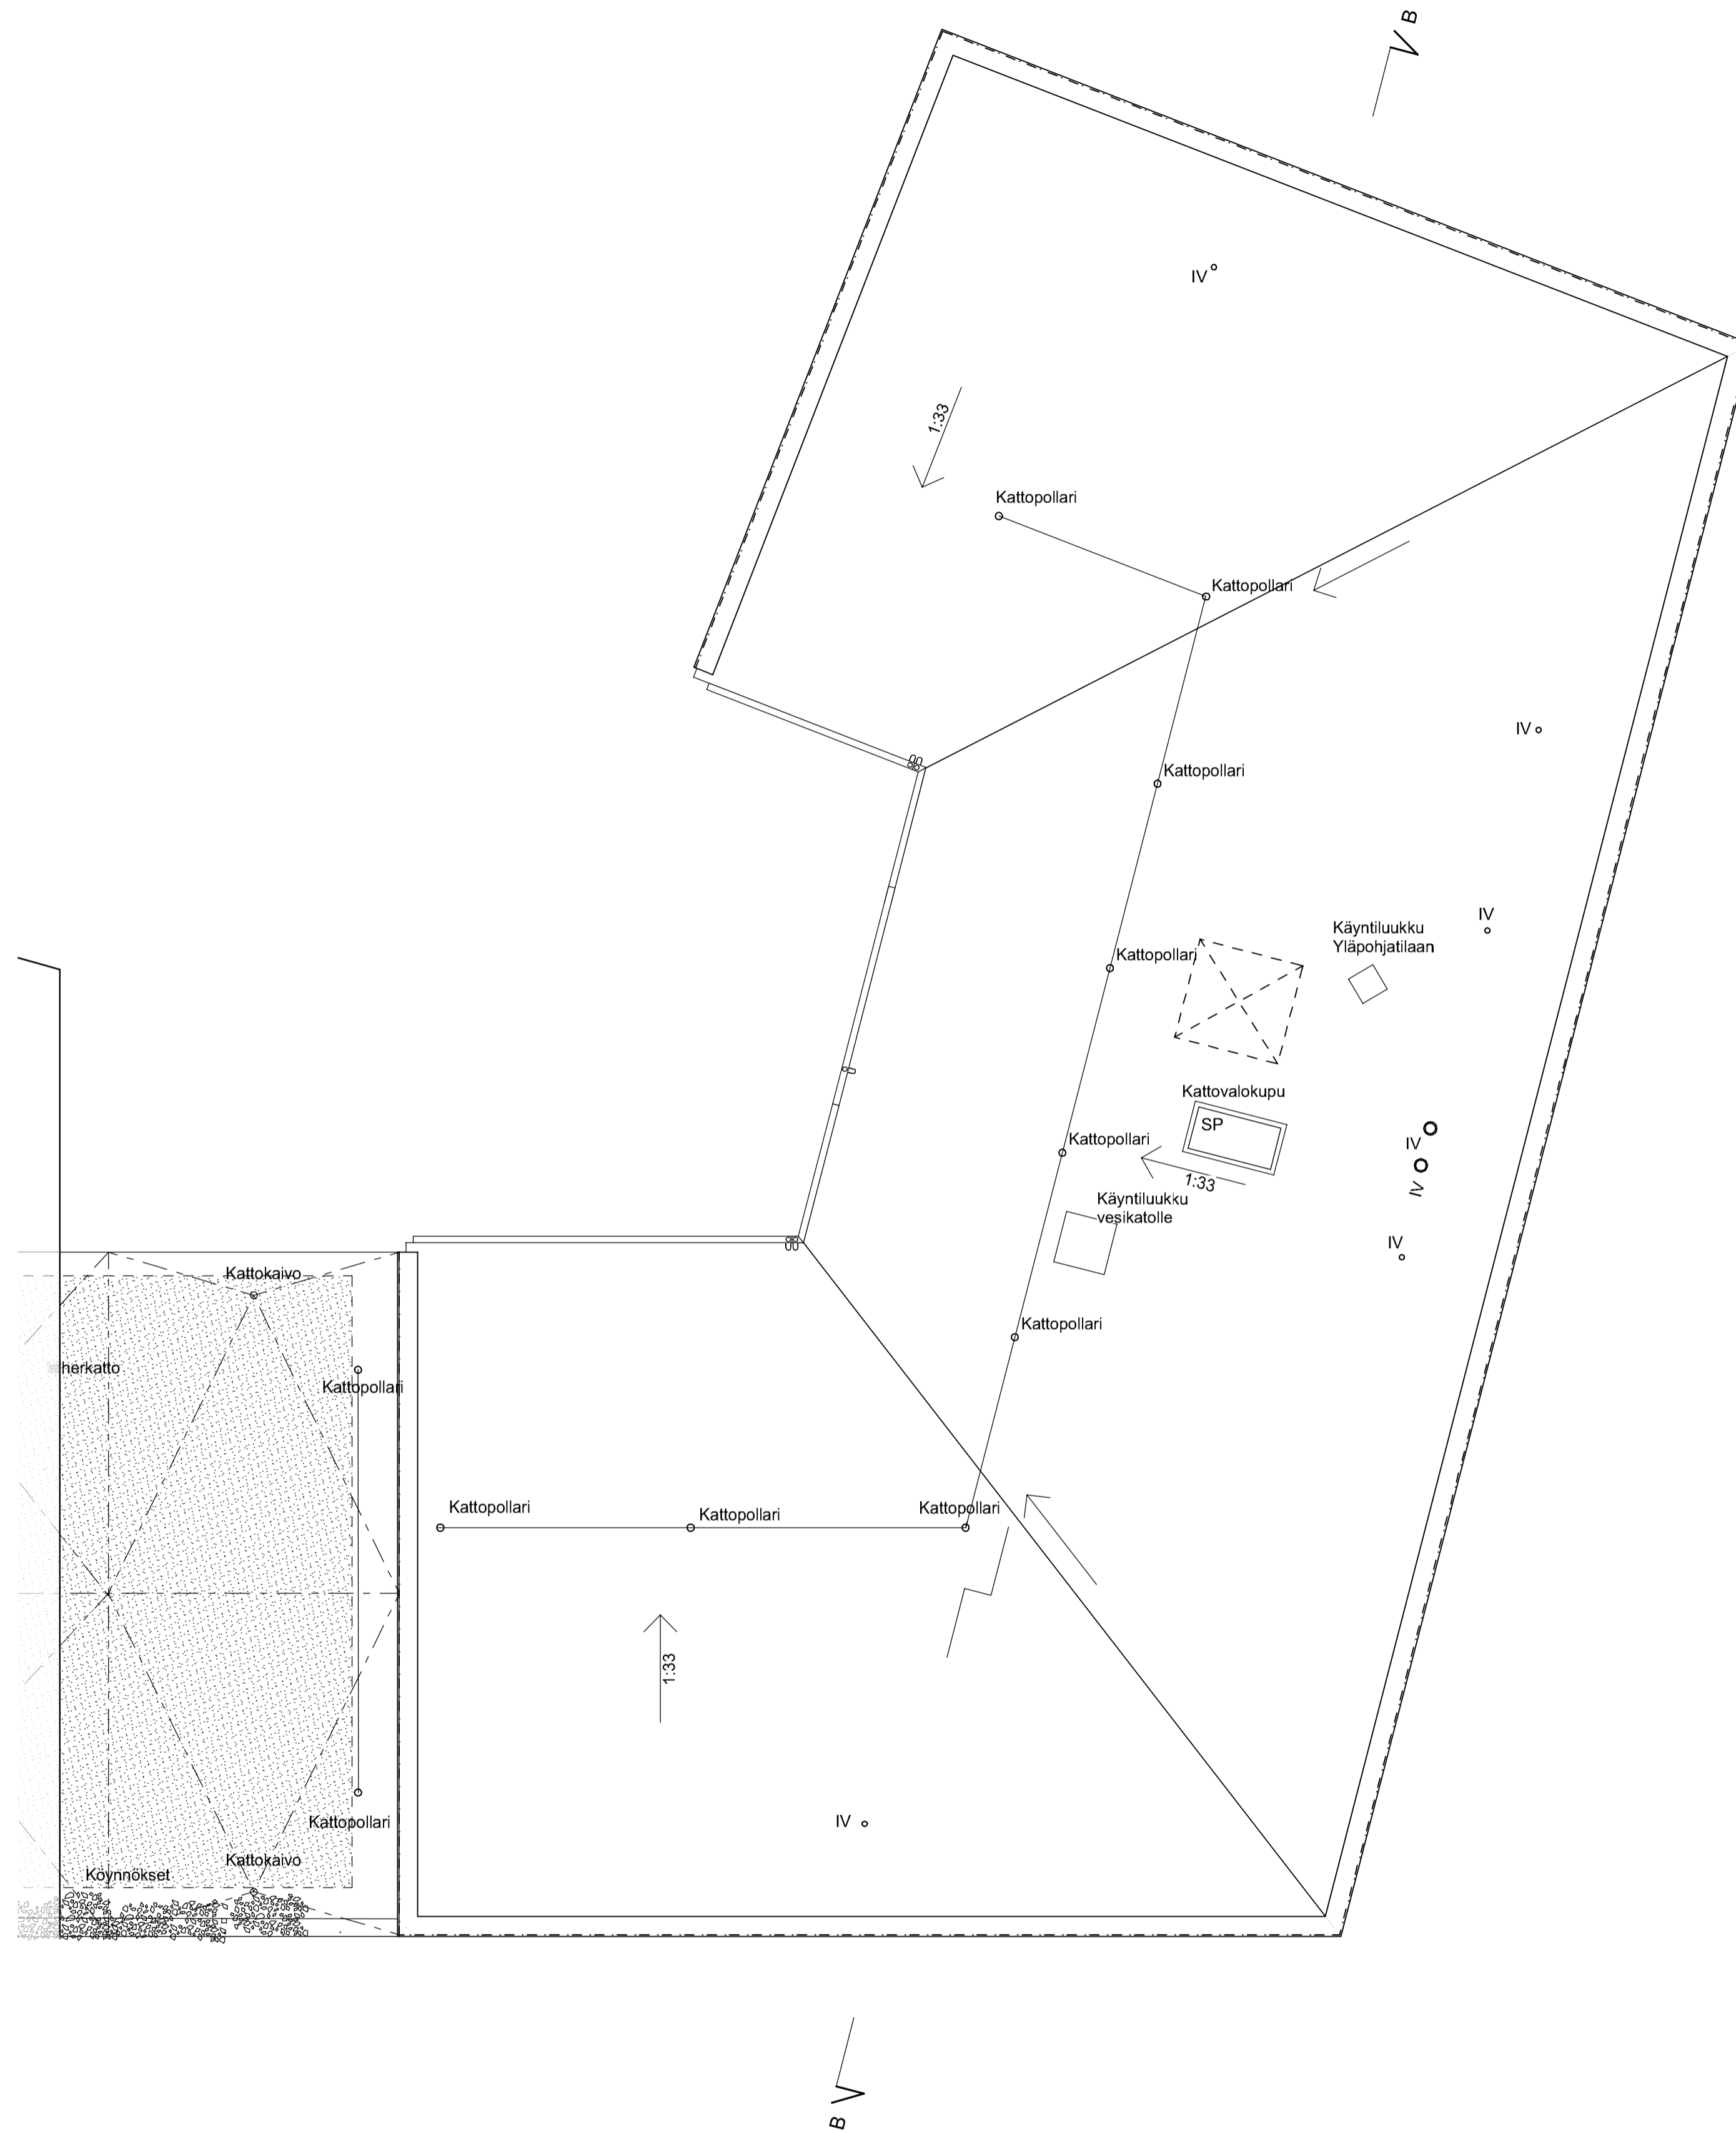 B
IV
1:33
Kattopollari
Kattopollari
IV
Kattopollari
IV
Käyntiluukku
Yläpohjatilaan
Kattopollari
Kattovalokupu
SP
IV
Kattopollari
1:33
IV
Käyntiluukku
vesikatolle
IV
Kattokaivo
Kattopollari
herkatto
Kattopollari
Kattopollari
Kattopollari
Kattopollari
1:33
IV
Kattopollari
Kattokaivo
Köynnökset
B